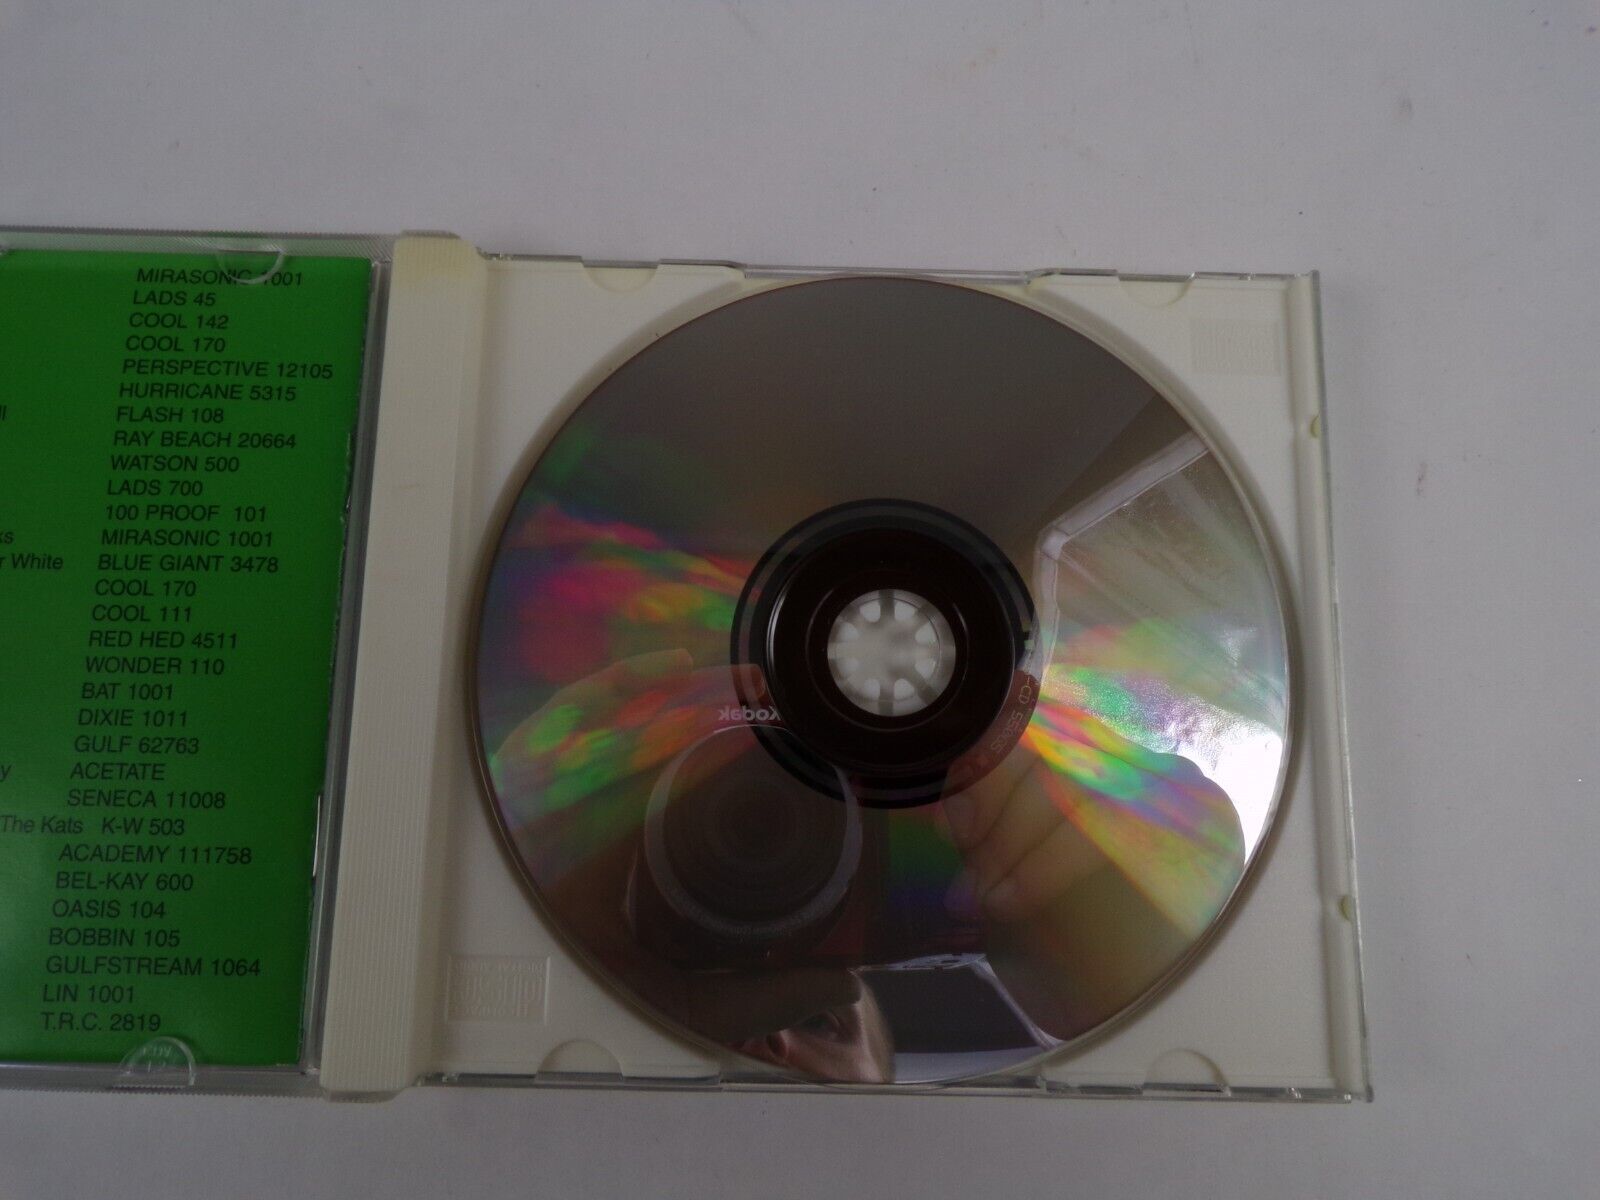 MIRASONIC 1001
LADS 45
COOL 142
COOL 170
PERSPECTIVE 12105
HURRICANE 5315
ll FLASH 108
RAY BEACH 20664
WATSON 500
LADS 700
100 PROOF 101
ks MIRASONIC 1001
r White BLUE GIANT 3478
COOL 170
COOL 111
RED HED 4511
WONDER 110
BAT 1001
DIXIE 1011
GULF 62763
y ACETATE
SENECA 11008
The Kats K-W 503
ACADEMY 111758
BEL-KAY 600
OASIS 104
BOBBIN 105
GULFSTREAM 1064
LIN 1001
T.R.C. 2819
Kodak